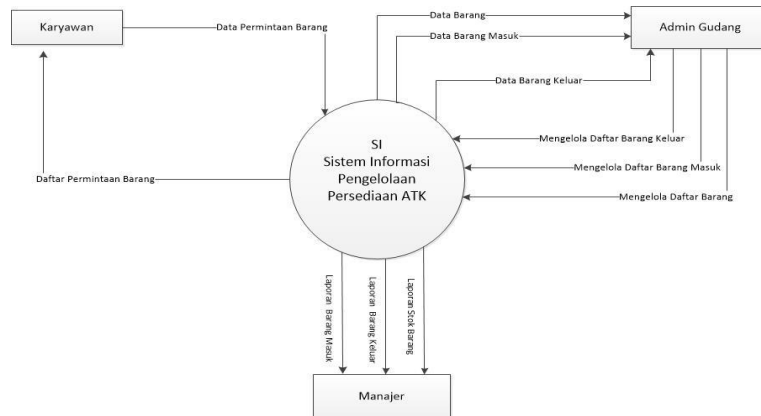 Karyawan
Data Permintaan Barang
Data Barang
Data Barang Masuk
Admin Gudang
Data Barang Keluar
SI
Sistem Informasi
Pengelolaan
Persediaan ATK
Mengelola Daftar Barang Keluar
Mengelola Daftar Barang Masuk
Mengelola Daftar Barang
Daftar Permintaan Barang
Laporan Barang Masuk
Laporan Barang Keluar
Laporan Stok Barang
Manajer